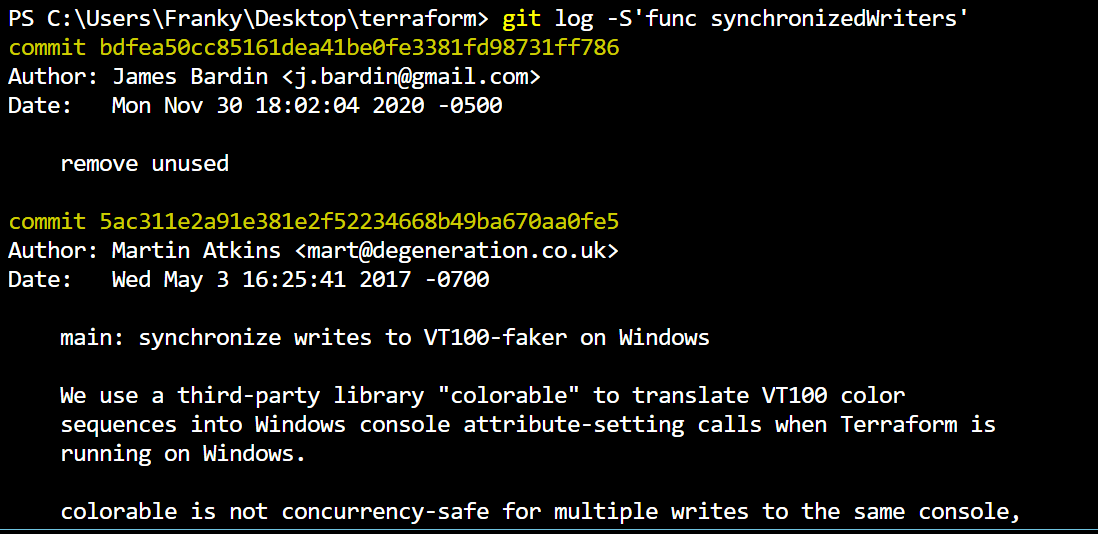 PS C:\Users\Franky\Desktop\terraform> git log -S'func synchronizedWriters'
commit bdfea50cc85161dea41be0fe3381fd98731ff786
Author: James Bardin <j.bardin@gmail.com>
Date:   Mon Nov 30 18:02:04 2020 -0500
remove unused
commit 5ac311e2a91e381e2f52234668b49ba670aa0fe5
Author: Martin Atkins <mart@degeneration.co.uk>
Date:   Wed May 3 16:25:41 2017 -0700
main: synchronize writes to VT100-faker on Windows
We use a third-party library "colorable" to translate VT100 color
sequences into Windows console attribute-setting calls when Terraform is
running on Windows.
colorable is not concurrency-safe for multiple writes to the same console,